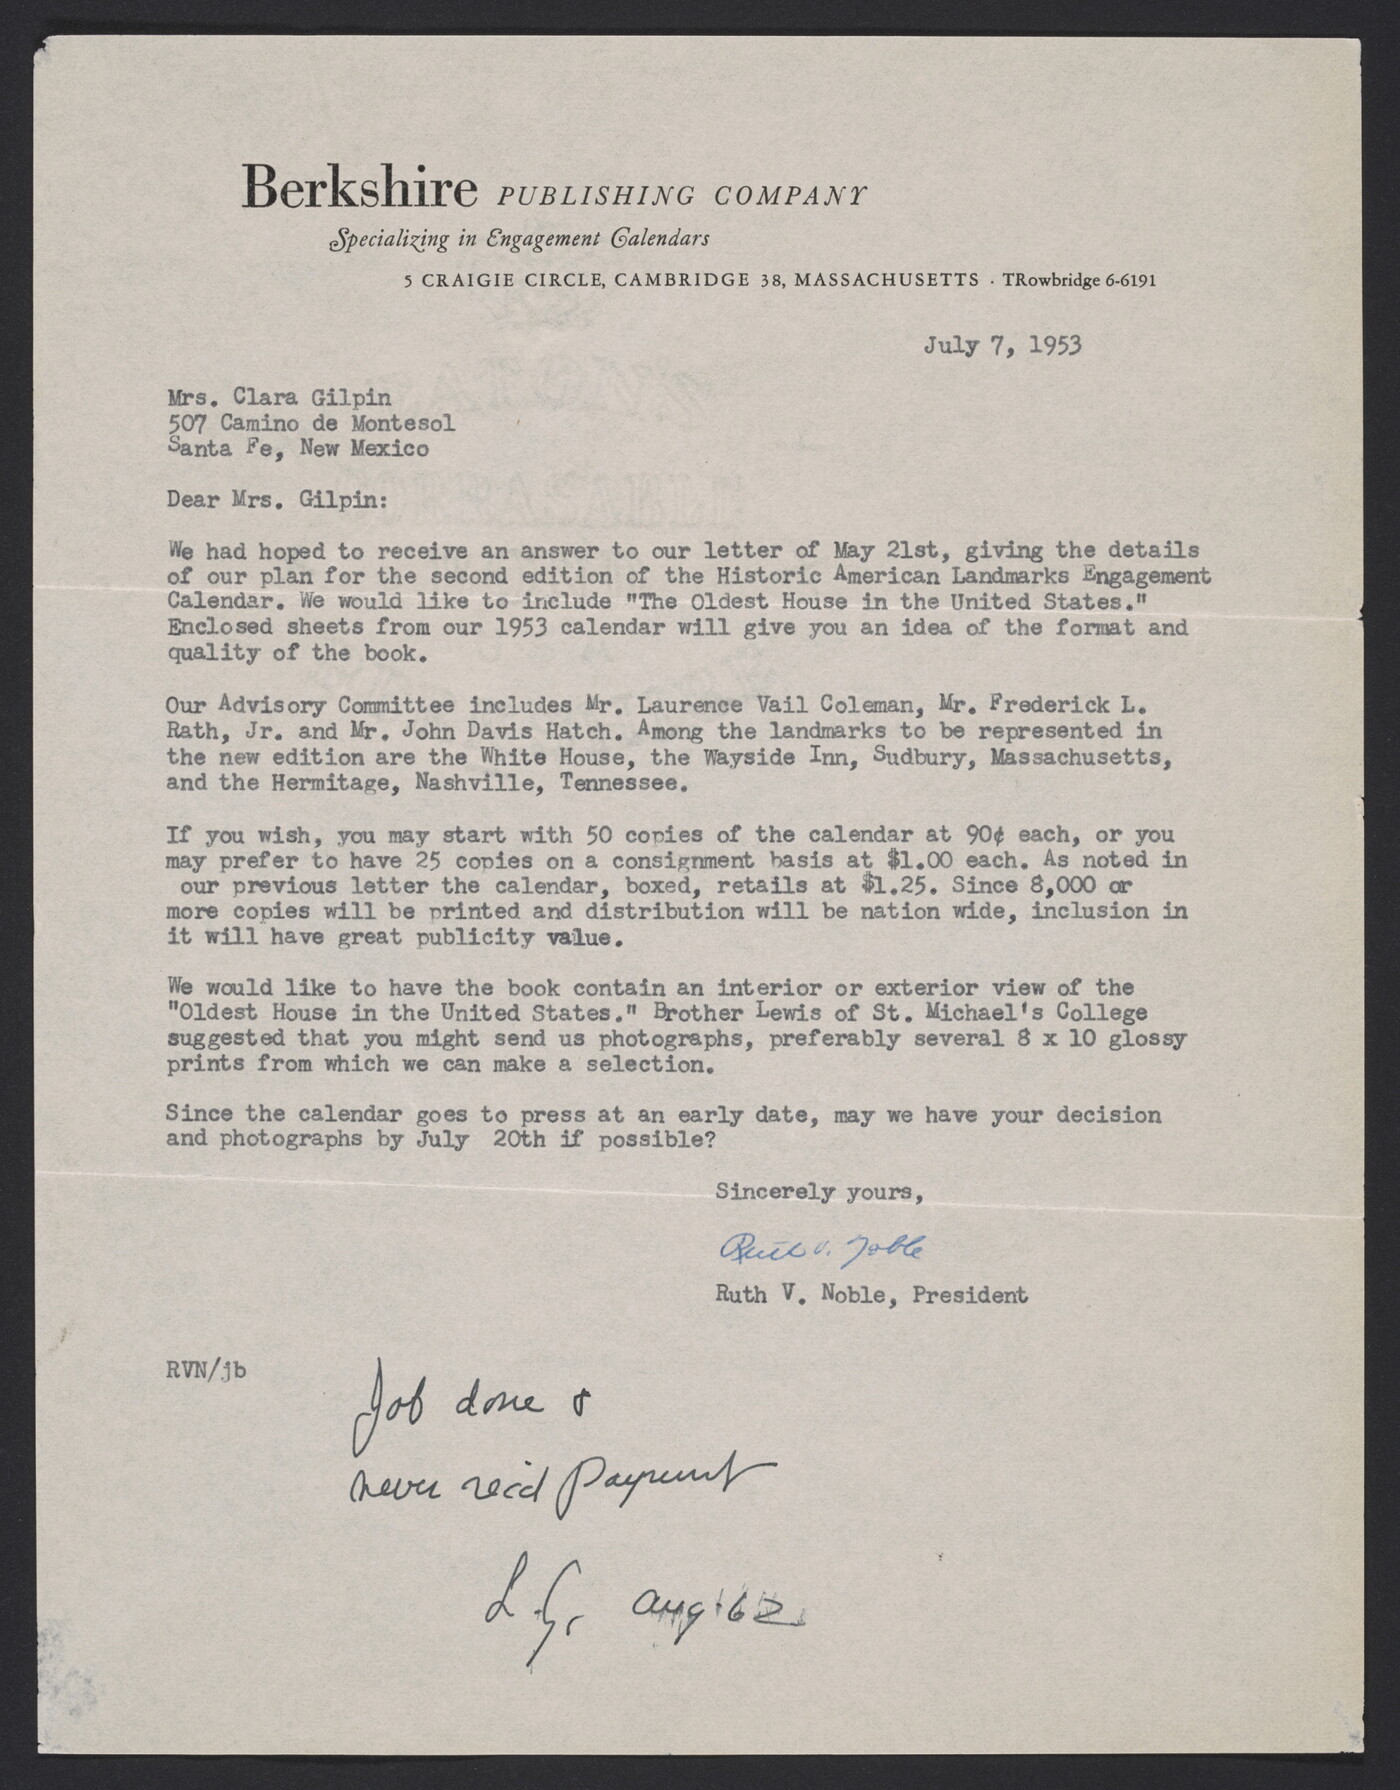 Berkshire PUBLISHING COMPANY
Specializing in Engagement Calendars
5 CRAIGIE CIRCLE, CAMBRIDGE 38, MASSACHUSETTS · TRowbridge 6-6191
July 7, 1953
Mrs. Clara Gilpin
507 Camino de Montesol
Santa Fe, New Mexico
Dear Mrs. Gilpin:
We had hoped to receive an answer to our letter of May 21st, giving the details
of our plan for the second edition of the Historic American Landmarks Engagement
Calendar. We would like to include "The Oldest House in the United States."
Enclosed sheets from our 1953 calendar will give you an idea of the format and
quality of the book.
Our Advisory Committee includes Mr. Laurence Vail Coleman, Mr. Frederick L.
Rath, Jr. and Mr. John Davis Hatch. Among the landmarks to be represented in
the new edition are the White House, the Wayside Inn, Sudbury, Massachusetts,
and the Hermitage, Nashville, Tennessee.
If you wish, you may start with 50 copies of the calendar at 90¢ each, or you
may prefer to have 25 copies on a consignment basis at $1.00 each. As noted in
our previous letter the calendar, boxed, retails at $1.25. Since 8,000 or
more copies will be printed and distribution will be nation wide, inclusion in
it will have great publicity value.
We would like to have the book contain an interior or exterior view of the
"Oldest House in the United States." Brother Lewis of St. Michael's College
suggested that you might send us photographs, preferably several 8 x 10 glossy
prints from which we can make a selection.
Since the calendar goes to press at an early date, may we have your decision
and photographs by July 20th if possible?
Sincerely yours,
Ruth V. Noble
Ruth V. Noble, President
RVN/jb
Job done &
never rec'd Payment
L.G. aug. 62